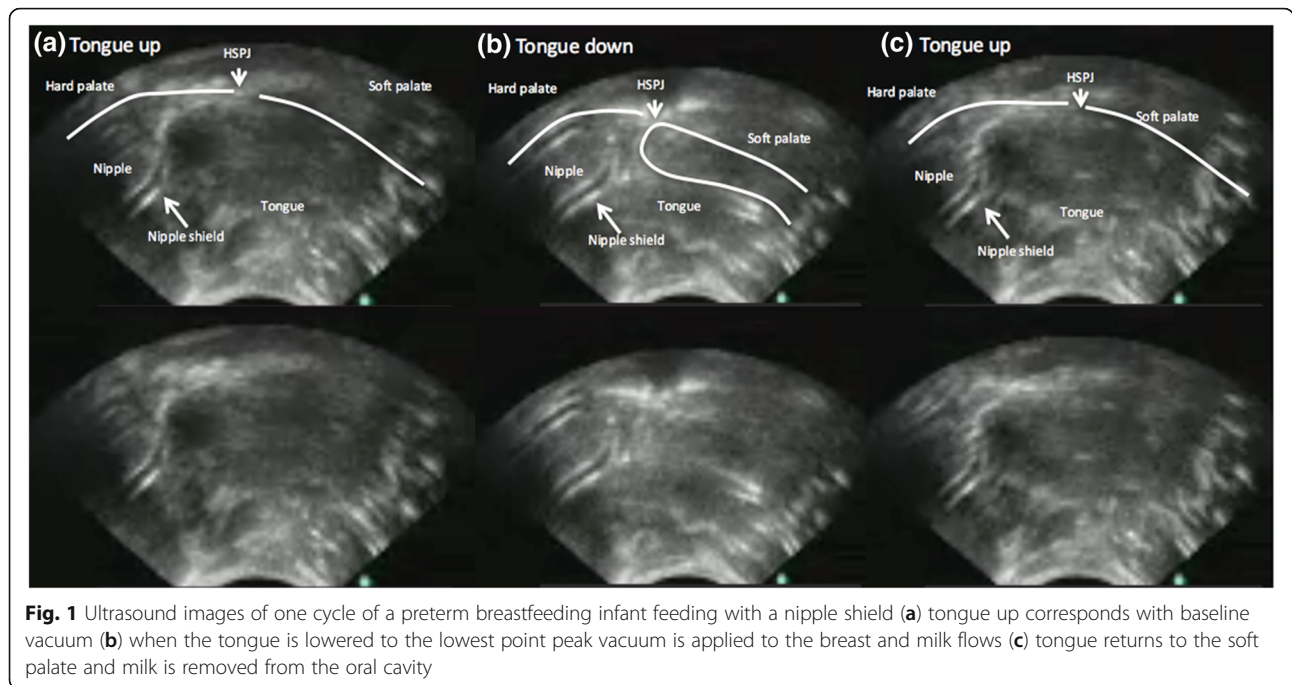 (a) Tongue up
HSPJ
Hard palate
Soft palate
Nipple
Tongue
Nipple shield
(b) Tongue down
HSPJ
Hard palate
Soft palate
Nipple
Tongue
Nipple shield
(c) Tongue up
HSPJ
Hard palate
Soft palate
Nipple
Tongue
Nipple shield
Fig. 1 Ultrasound images of one cycle of a preterm breastfeeding infant feeding with a nipple shield (a) tongue up corresponds with baseline
vacuum (b) when the tongue is lowered to the lowest point peak vacuum is applied to the breast and milk flows (c) tongue returns to the soft
palate and milk is removed from the oral cavity